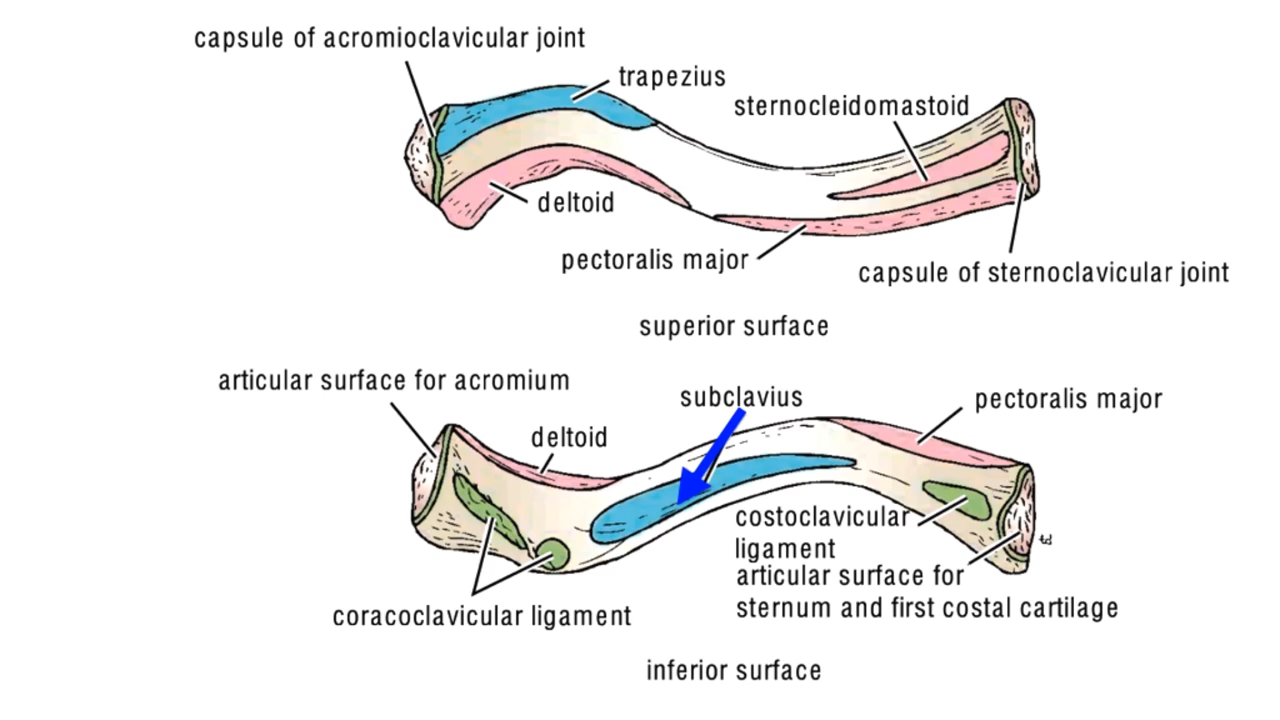 capsule of acromioclavicular joint
trapezius
sternocleidomastoid
deltoid
pectoralis major
capsule of sternoclavicular joint
superior surface
articular surface for acromium
subclavius
pectoralis major
deltoid
costoclavicular
ligament
articular surface for
sternum and first costal cartilage
coracoclavicular ligament
inferior surface